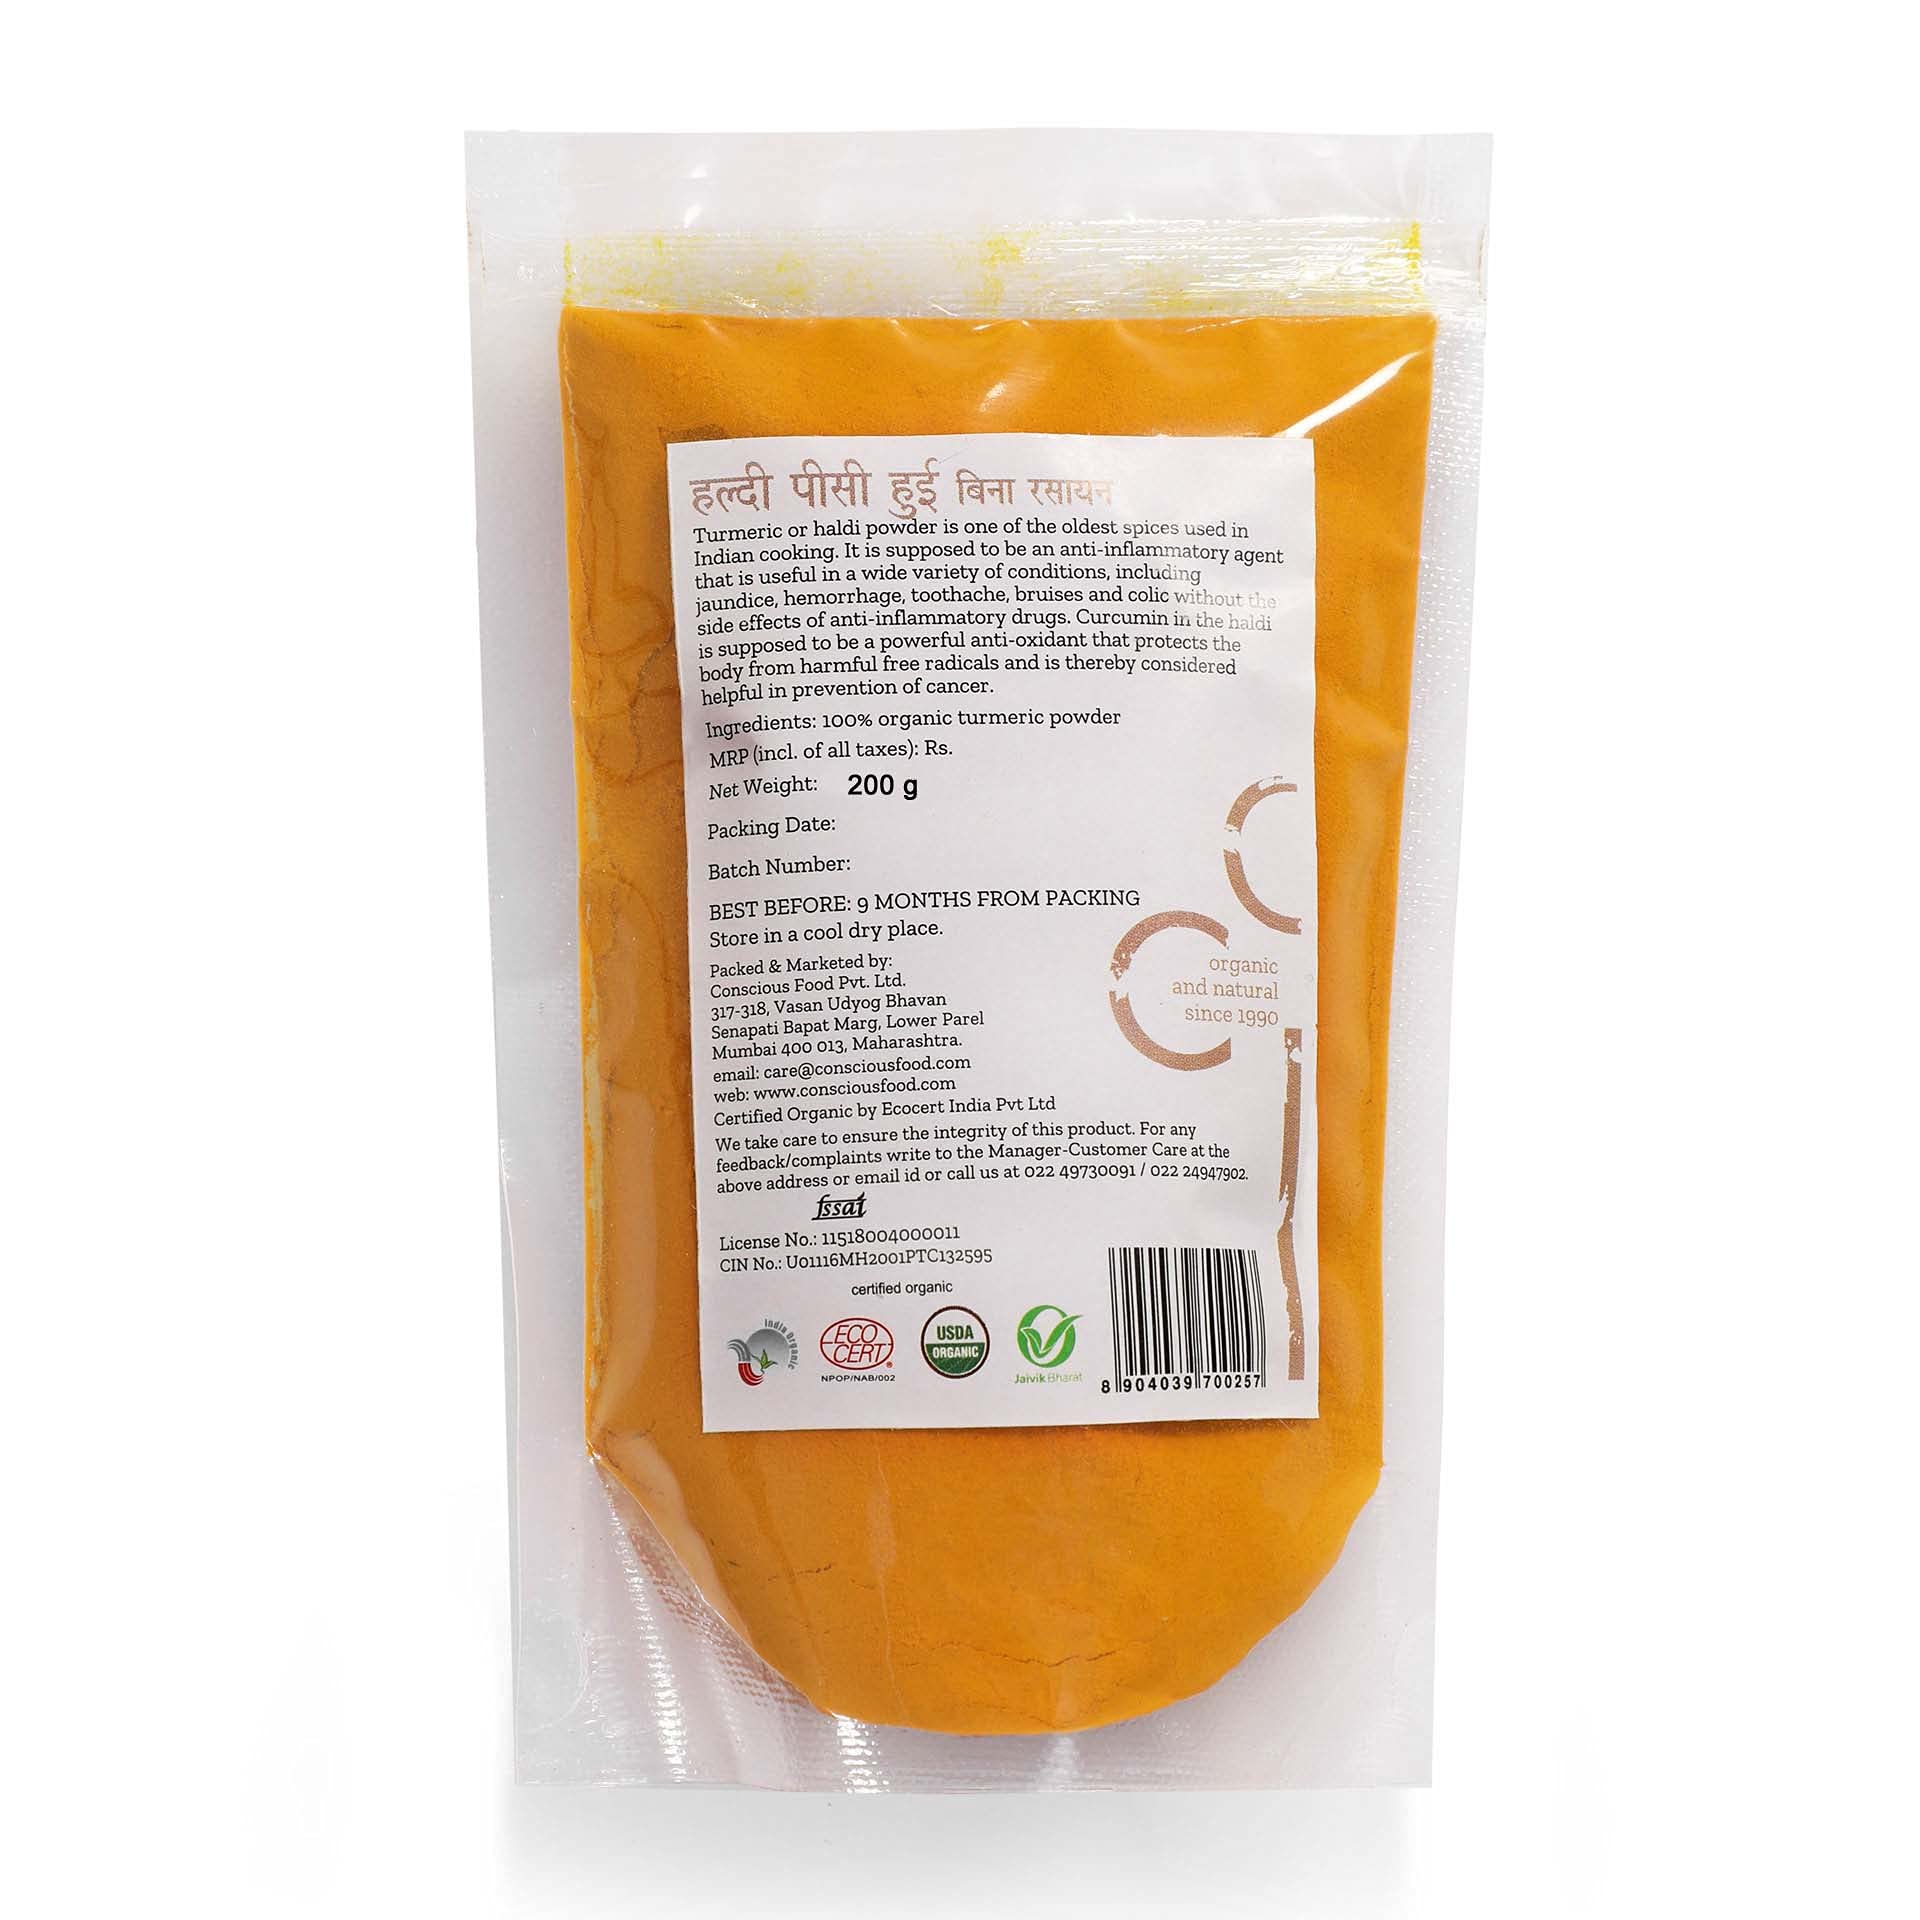 हल्दी पीसी हुई बिना रसायन
Turmeric or haldi powder is one of the oldest spices used in
Indian cooking. It is supposed to be an anti-inflammatory agent
that is useful in a wide variety of conditions, including
jaundice, hemorrhage, toothache, bruises and colic without the
side effects of anti-inflammatory drugs. Curcumin in the haldi
is supposed to be a powerful anti-oxidant that protects the
body from harmful free radicals and is thereby considered
helpful in prevention of cancer.
Ingredients: 100% organic turmeric powder
MRP (incl. of all taxes): Rs.
Net Weight: 200 g
Packing Date:
Batch Number:
BEST BEFORE: 9 MONTHS FROM PACKING
Store in a cool dry place.
Packed & Marketed by:
Conscious Food Pvt. Ltd.
317-318, Vasan Udyog Bhavan
Senapati Bapat Marg, Lower Parel
Mumbai 400 013, Maharashtra.
email: care@consciousfood.com
web: www.consciousfood.com
organic
and natural
since 1990
Certified Organic by Ecocert India Pvt Ltd
We take care to ensure the integrity of this product. For any
feedback/complaints write to the Manager-Customer Care at the
above address or email id or call us at 022 49730091 / 022 24947902.
fssai
License No.: 11518004000011
CIN No.: U01116MH2001PTC132595
certified organic
India Organic
ECO
CERT
®
NPOP/NAB/002
USDA
ORGANIC
Jaivik Bharat
8 904039 700257